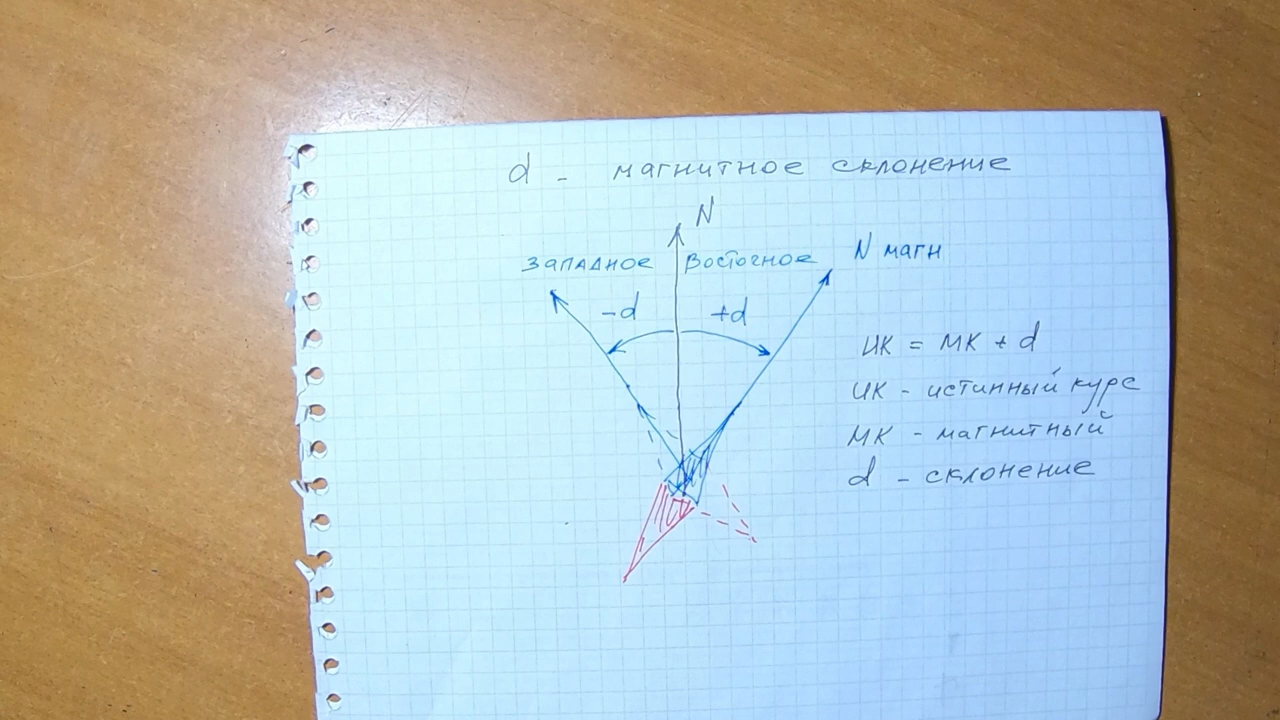 d - магнитное склонение
N
Западное Восточное N магн
-d +d
ИК = МК + d
ИК - истинный курс
МК - магнитный
d - склонение